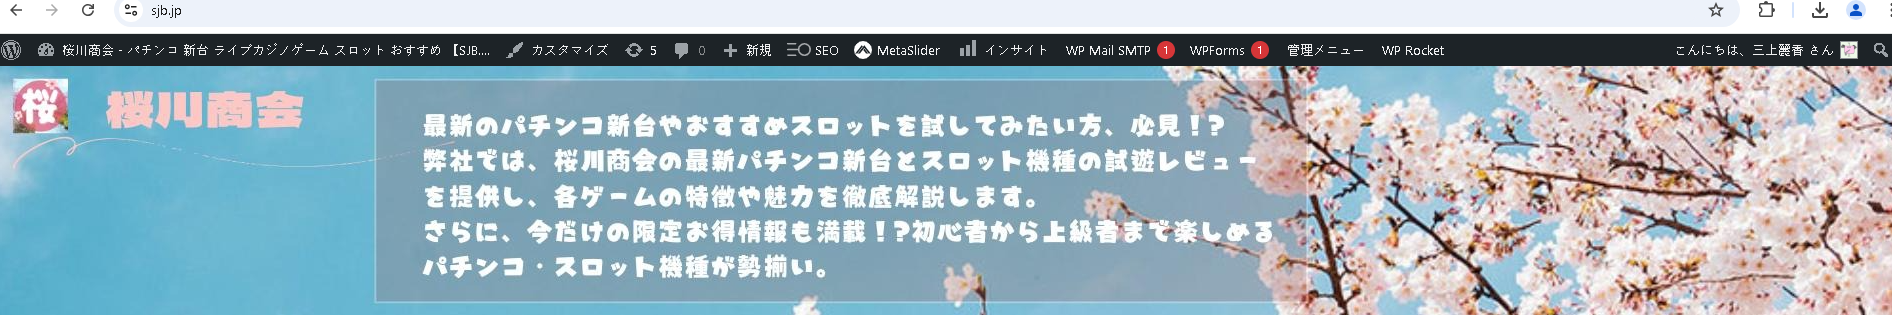 sjb.jp
桜川商会 - パチンコ 新台 ライブカジノゲーム スロット おすすめ 【SJB....
カスタマイズ
5
0
新規
SEO
MetaSlider
インサイト
WP Mail SMTP 1
WPForms 1
管理メニュー
WP Rocket
こんにちは、三上麗香 さん
桜
桜川商会
最新のパチンコ新台やおすすめスロットを試してみたい方、必見！?
弊社では、桜川商会の最新パチンコ新台とスロット機種の試遊レビュー
を提供し、各ゲームの特徴や魅力を徹底解説します。
さらに、今だけの限定お得情報も満載！?初心者から上級者まで楽しめる
パチンコ・スロット機種が勢揃い。